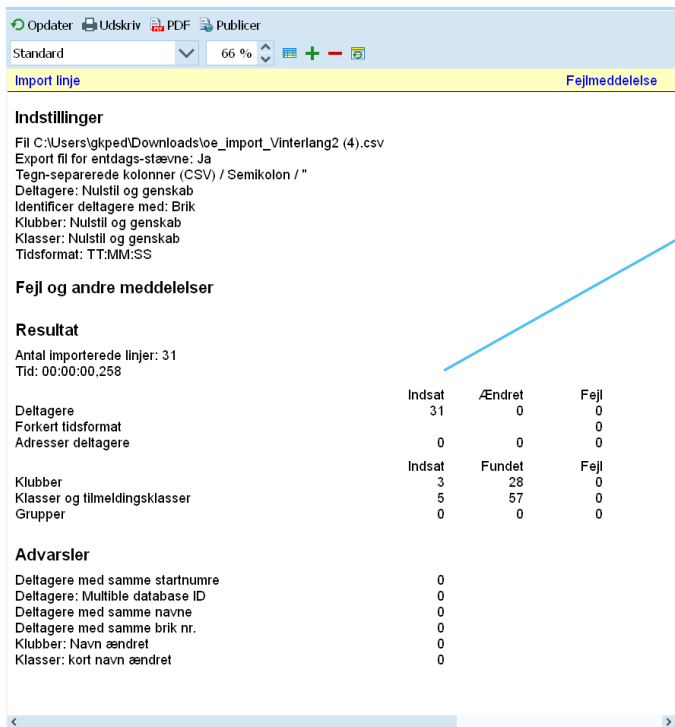 Opdater Udskriv PDF Publicer
Standard 66 %
Import linje Fejlmeddelelse
Indstillinger
Fil C:\Users\gkped\Downloads\oe_import_Vinterlang2 (4).csv
Export fil for entdags-stævne: Ja
Tegn-separerede kolonner (CSV) / Semikolon / "
Deltagere: Nulstil og genskab
Identificer deltagere med: Brik
Klubber: Nulstil og genskab
Klasser: Nulstil og genskab
Tidsformat: TT:MM:SS
Fejl og andre meddelelser
Resultat
Antal importerede linjer: 31
Tid: 00:00:00,258
Indsat Ændret Fejl
Deltagere 31 0 0
Forkert tidsformat 0
Adresser deltagere 0 0 0
Indsat Fundet Fejl
Klubber 3 28 0
Klasser og tilmeldingsklasser 5 57 0
Grupper 0 0 0
Advarsler
Deltagere med samme startnumre 0
Deltagere: Multible database ID 0
Deltagere med samme navne 0
Deltagere med samme brik nr. 0
Klubber: Navn ændret 0
Klasser: kort navn ændret 0